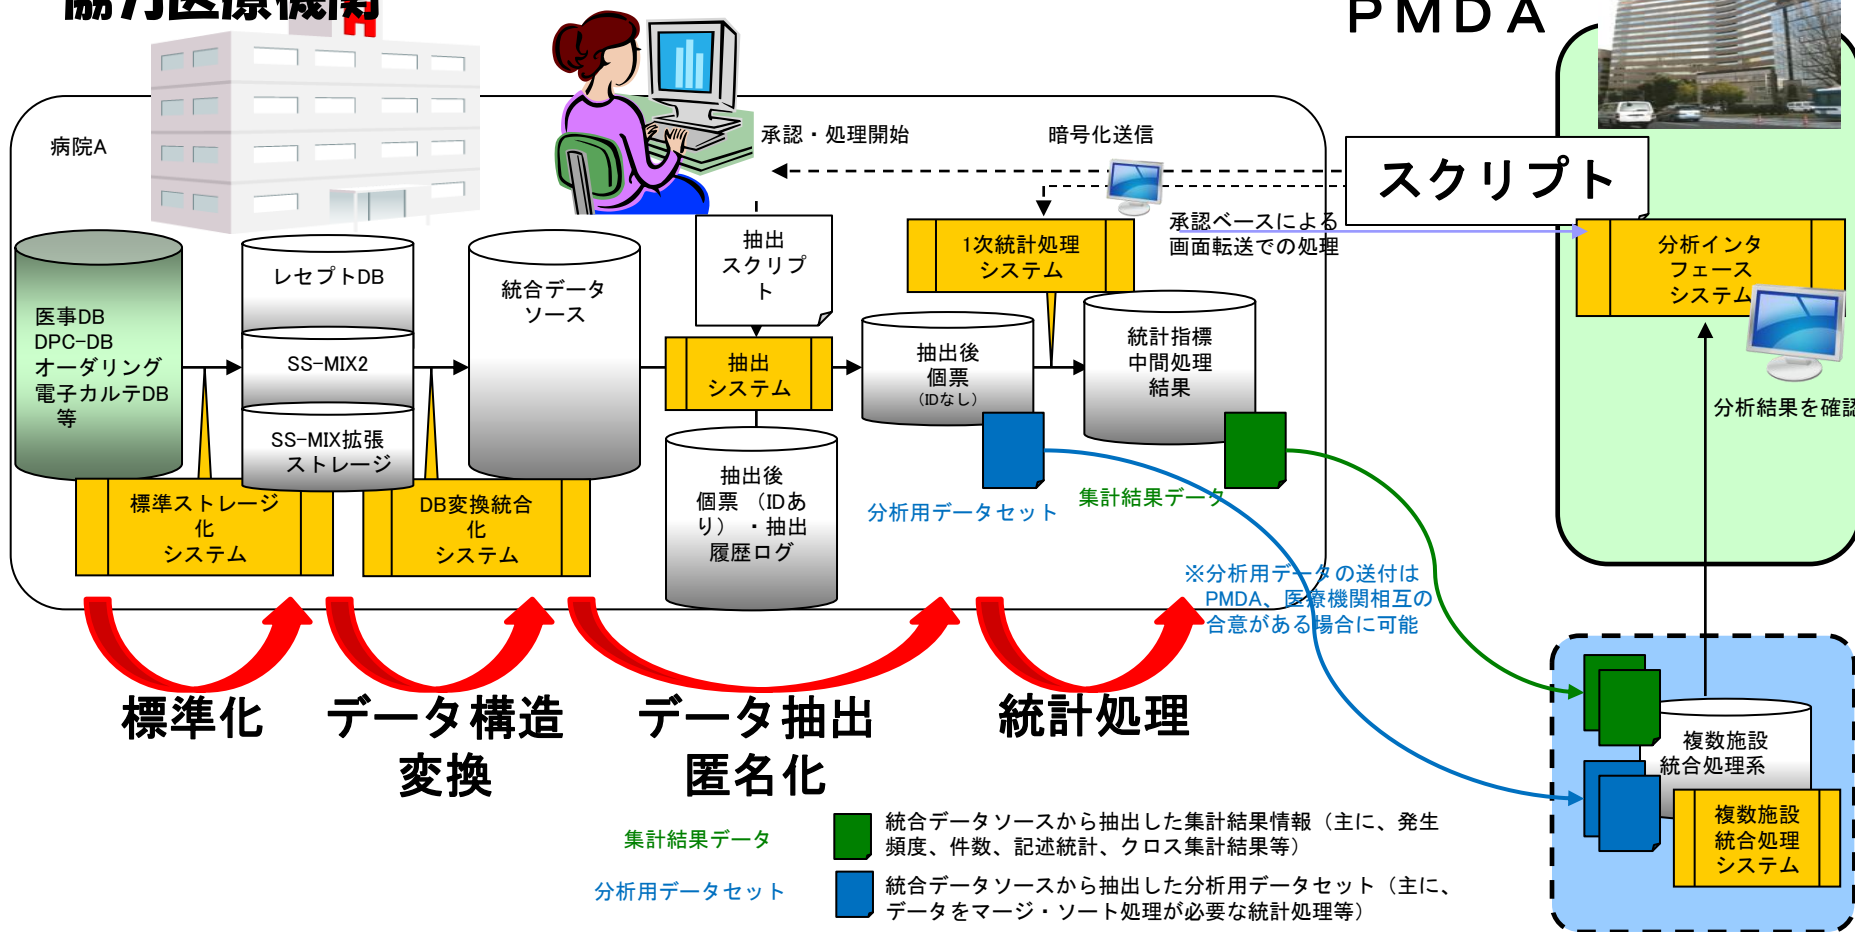 協力医療機関
PMDA
病院A
承認・処理開始
暗号化送信
スクリプト
承認ベースによる
画面転送での処理
医事DB
DPC-DB
オーダリング
電子カルテDB
等
レセプトDB
SS-MIX2
SS-MIX拡張
ストレージ
統合データ
ソース
抽出
スクリプ
ト
抽出
システム
抽出後
個票
（IDなし）
1次統計処理
システム
統計指標
中間処理
結果
分析インタ
フェース
システム
分析結果を確認
標準ストレージ
化
システム
DB変換統合
化
システム
抽出後
個票 （IDあ
り） ・抽出
履歴ログ
分析用データセット
集計結果データ
※分析用データの送付は
PMDA、医療機関相互の
合意がある場合に可能
標準化
データ構造
変換
データ抽出
匿名化
統計処理
複数施設
統合処理系
複数施設
統合処理
システム
集計結果データ
統合データソースから抽出した集計結果情報（主に、発生
頻度、件数、記述統計、クロス集計結果等）
分析用データセット
統合データソースから抽出した分析用データセット（主に、
データをマージ・ソート処理が必要な統計処理等）